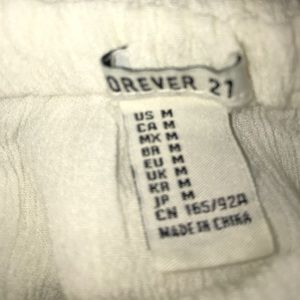 OREVER 21
US M
CA M
MX M
BR M
EU M
UK M
KR M
JP M
CN 165/92A
MADE IN CHINA